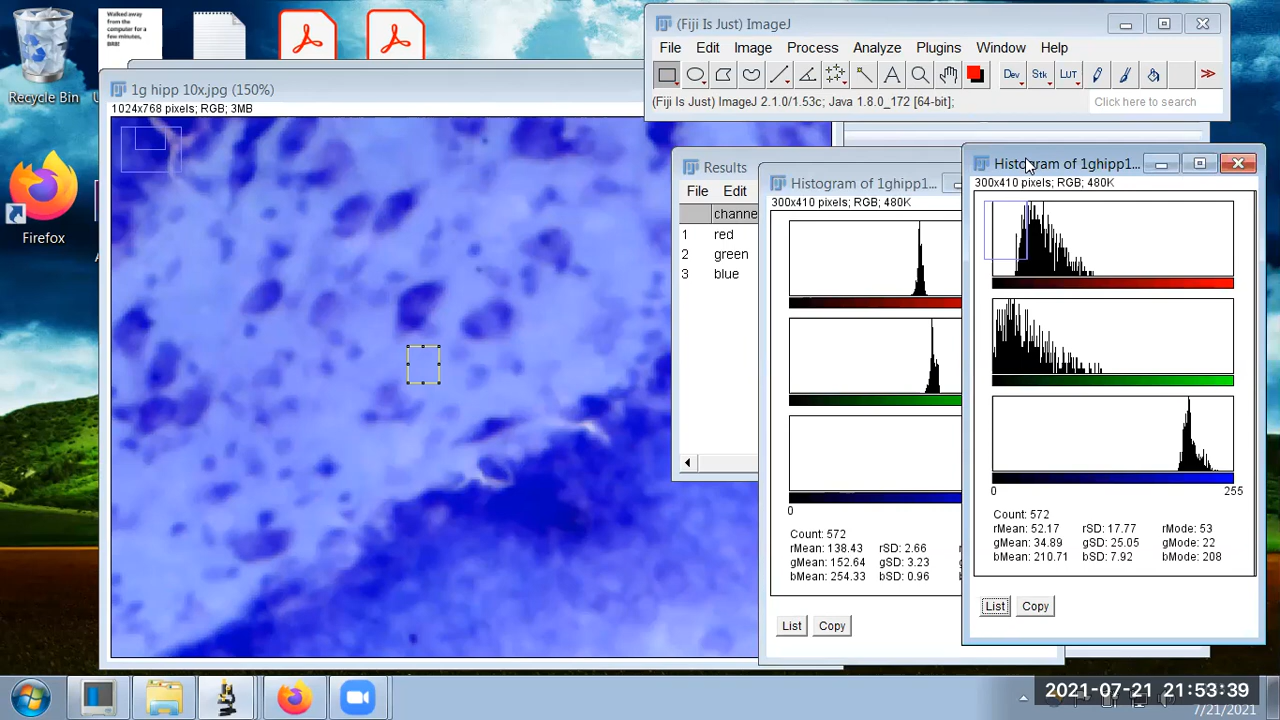 Walked away
from the
computer for a
few minutes,
BRB!
Recycle Bin
Firefox
1g hipp 10x.jpg (150%)
1024x768 pixels; RGB; 3MB
(Fiji Is Just) ImageJ
File Edit Image Process Analyze Plugins Window Help
Dev Stk LUT
(Fiji Is Just) ImageJ 2.1.0/1.53c; Java 1.8.0_172 [64-bit];
Click here to search
Results
File Edit
channe
1 red
2 green
3 blue
Histogram of 1ghipp1...
300x410 pixels; RGB; 480K
0
Count: 572
rMean: 138.43 rSD: 2.66
gMean: 152.64 gSD: 3.23
bMean: 254.33 bSD: 0.96
List Copy
Histogram of 1ghipp1...
300x410 pixels; RGB; 480K
0 255
Count: 572
rMean: 52.17 rSD: 17.77 rMode: 53
gMean: 34.89 gSD: 25.05 gMode: 22
bMean: 210.71 bSD: 7.92 bMode: 208
List Copy
2021-07-21 21:53:39
7/21/2021